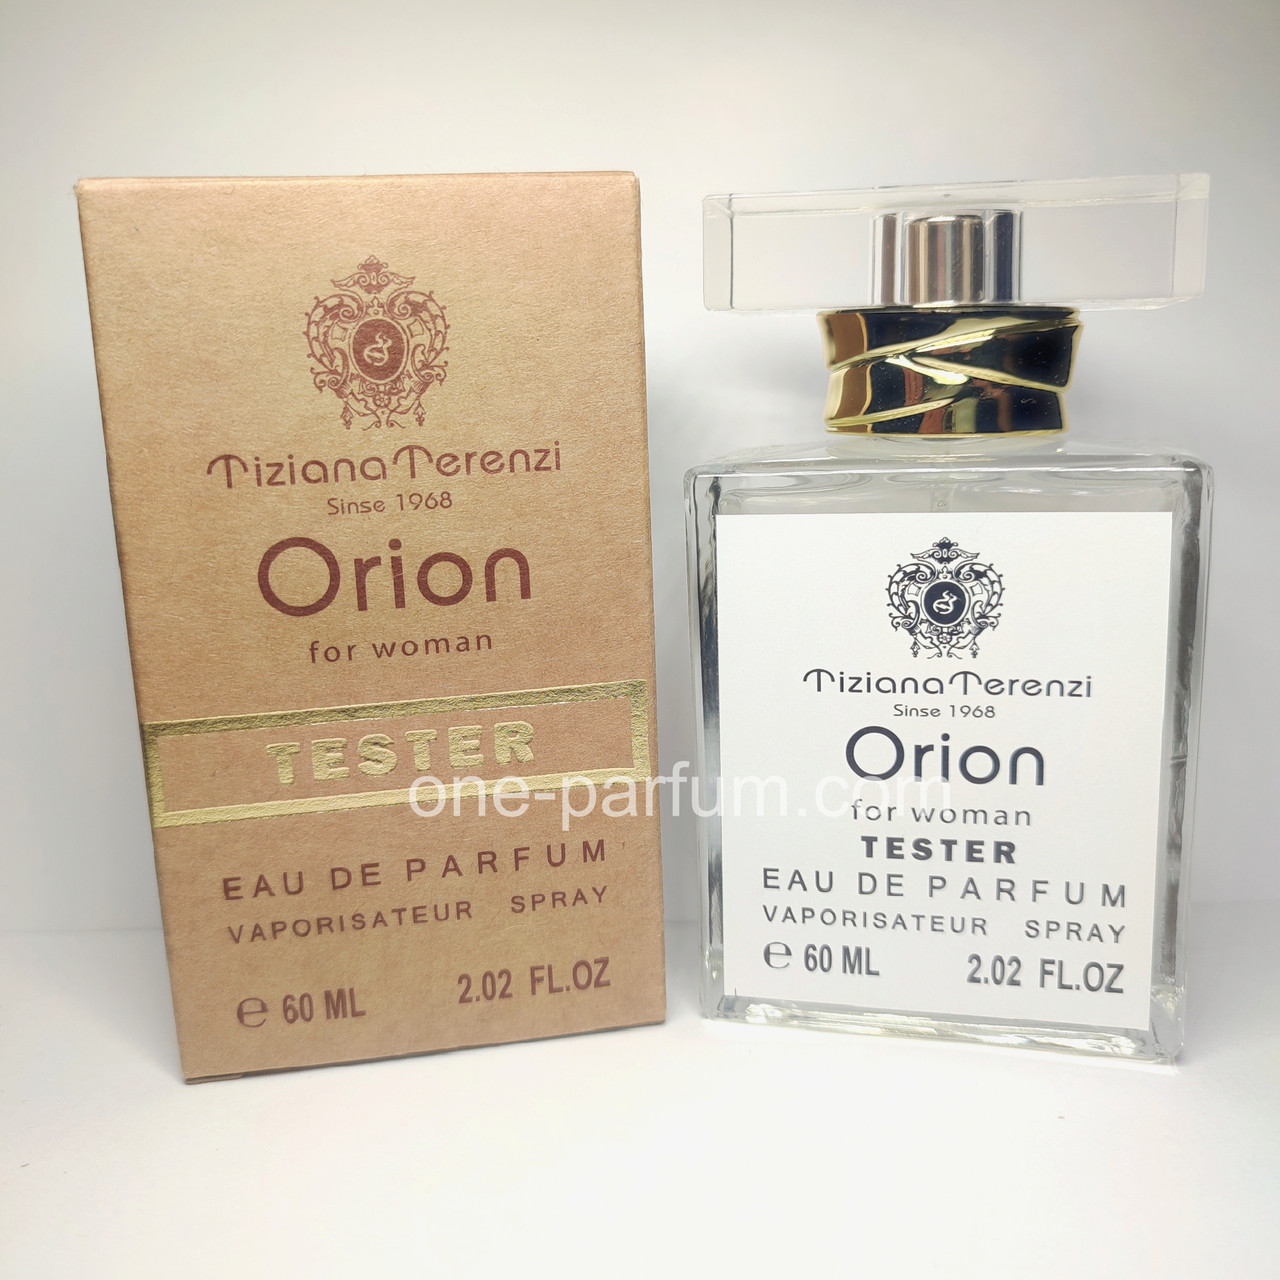 Tiziana Terenzi
Sinse 1968
Orion
for woman
TESTER
EAU DE PARFUM
VAPORISATEUR SPRAY
e 60 ML 2.02 FL.OZ
Tiziana Terenzi
Sinse 1968
Orion
for woman
TESTER
EAU DE PARFUM
VAPORISATEUR SPRAY
e 60 ML 2.02 FL.OZ
one-parfum.com